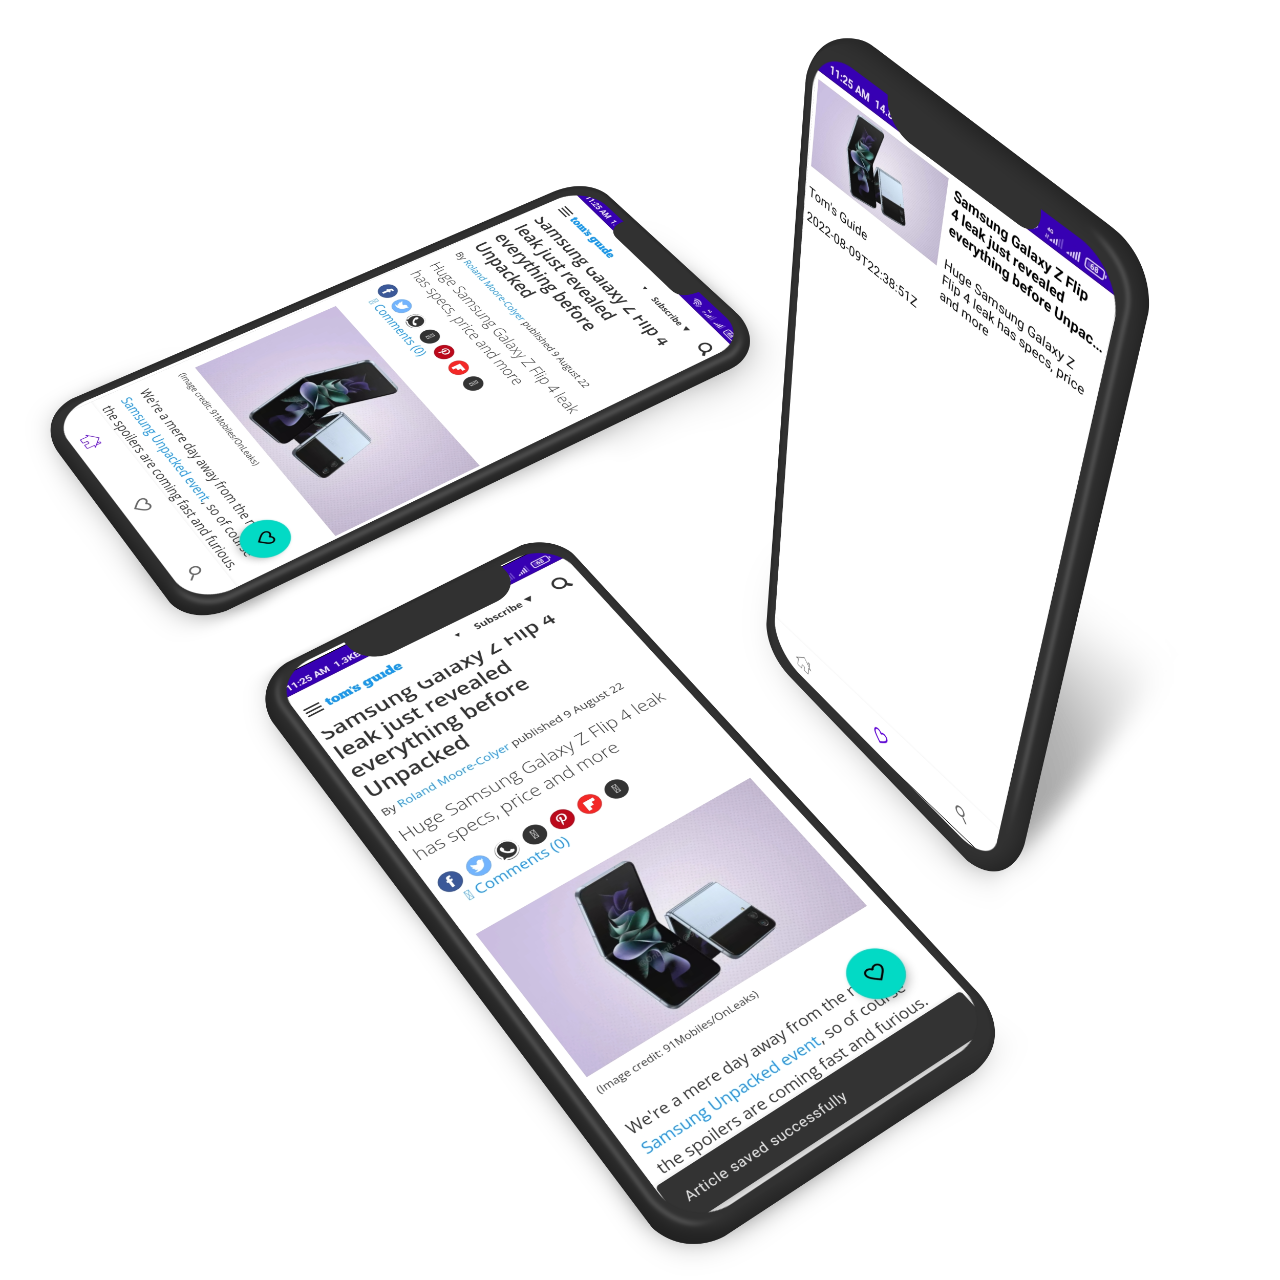 11:25 AM
tom's guide
Subscribe
Samsung Galaxy Z Flip 4
leak just revealed
everything before
Unpacked
By Roland Moore-Colyer published 9 August 22
Huge Samsung Galaxy Z Flip 4 leak
has specs, price and more
Comments (0)
(Image credit: 91Mobiles/OnLeaks)
We're a mere day away from the
Samsung Unpacked event, so of course
the spoilers are coming fast and furious.
11:25 AM 14.
68
Samsung Galaxy Z Flip
4 leak just revealed
everything before Unpac...
Huge Samsung Galaxy Z
Flip 4 leak has specs, price
and more
Tom's Guide
2022-08-09T22:38:51Z
11:25 AM 1.3KB
68
tom's guide
Subscribe
Samsung Galaxy Z Flip 4
leak just revealed
everything before
Unpacked
By Roland Moore-Colyer published 9 August 22
Huge Samsung Galaxy Z Flip 4 leak
has specs, price and more
Comments (0)
(Image credit: 91Mobiles/OnLeaks)
We're a mere day away from the
Samsung Unpacked event, so of course
the spoilers are coming fast and furious.
Article saved successfully